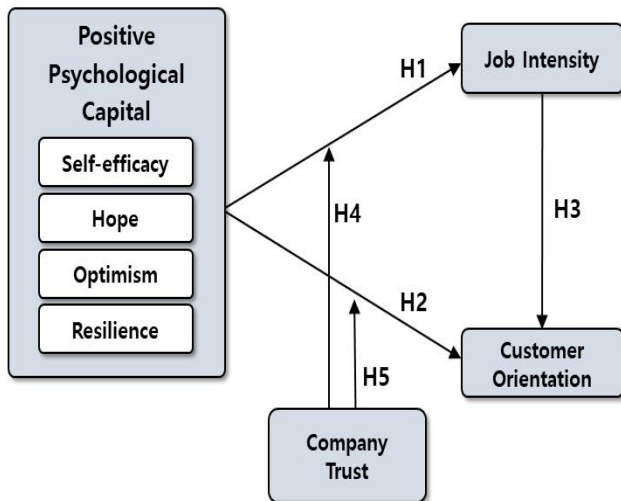 Positive
Psychological
Capital
Self-efficacy
Hope
Optimism
Resilience
H1
Job Intensity
H4
H3
H2
H5
Customer
Orientation
Company
Trust